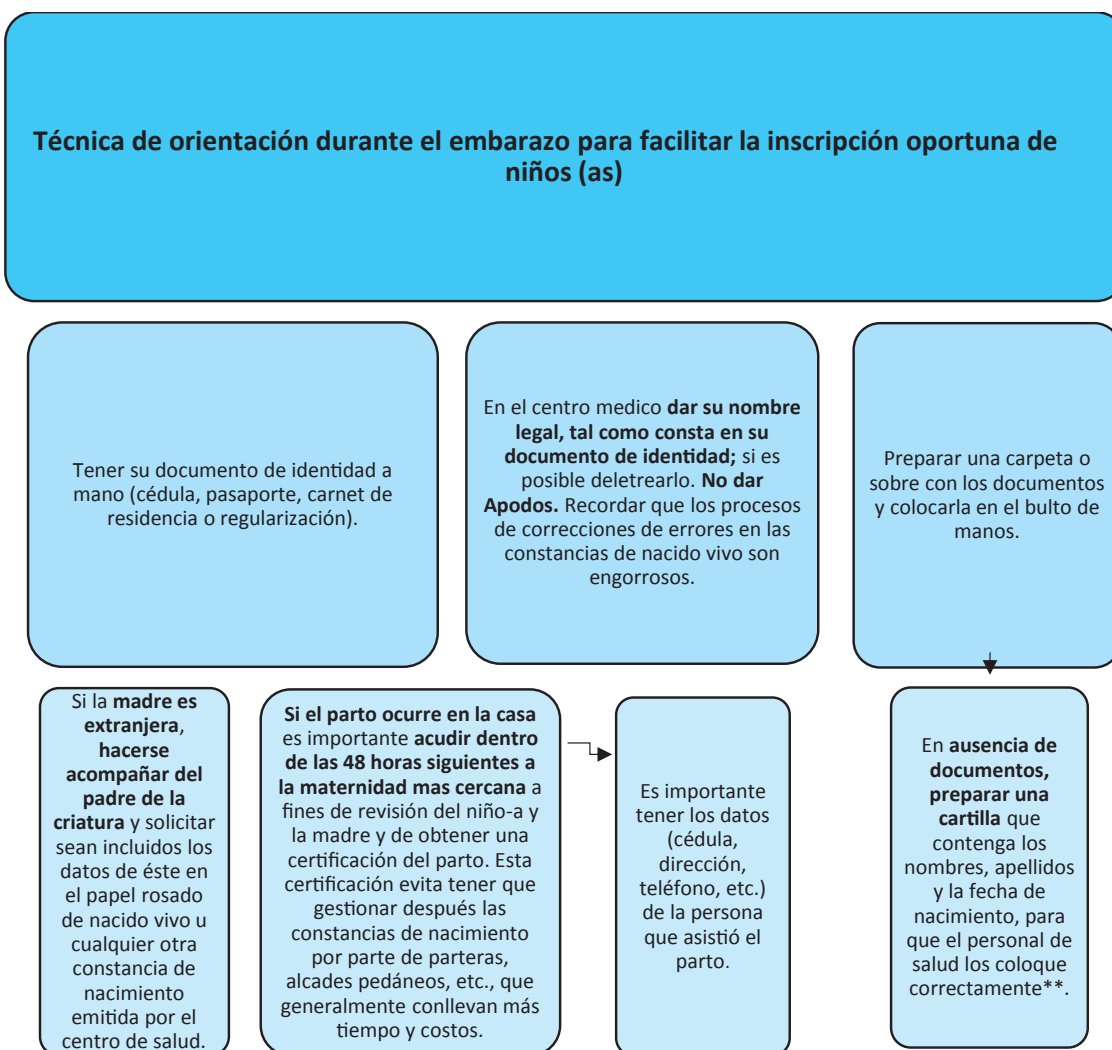 Técnica de orientación durante el embarazo para facilitar la inscripción oportuna de
niños (as)
Tener su documento de identidad a
mano (cédula, pasaporte, carnet de
residencia o regularización).
En el centro medico dar su nombre
legal, tal como consta en su
documento de identidad; si es
posible deletrearlo. No dar
Apodos. Recordar que los procesos
de correcciones de errores en las
constancias de nacido vivo son
engorrosos.
Preparar una carpeta o
sobre con los documentos
y colocarla en el bulto de
manos.
Si la madre es
extranjera,
hacerse
acompañar del
padre de la
criatura y solicitar
sean incluidos los
datos de éste en
el papel rosado
de nacido vivo u
cualquier otra
constancia de
nacimiento
emitida por el
centro de salud.
Si el parto ocurre en la casa
es importante acudir dentro
de las 48 horas siguientes a
la maternidad mas cercana a
fines de revisión del niño-a y
la madre y de obtener una
certificación del parto. Esta
certificación evita tener que
gestionar después las
constancias de nacimiento
por parte de parteras,
alcades pedáneos, etc., que
generalmente conllevan más
tiempo y costos.
Es importante
tener los datos
(cédula,
dirección,
teléfono, etc.)
de la persona
que asistió el
parto.
En ausencia de
documentos,
preparar una
cartilla que
contenga los
nombres, apellidos
y la fecha de
nacimiento, para
que el personal de
salud los coloque
correctamente**.